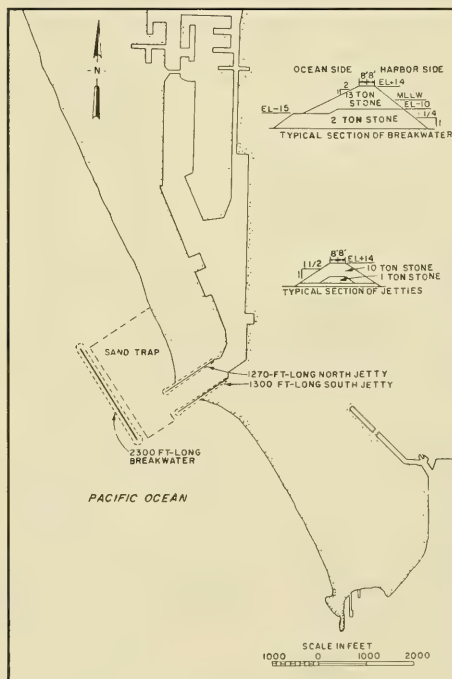 N
OCEAN SIDE HARBOR SIDE
8' 8' EL+14
2
1
13 TON
STONE
MLLW
EL-15
EL-10
2 TON STONE
1 1/4
1
TYPICAL SECTION OF BREAKWATER
8' 8' EL+14
1 1/2
1
10 TON STONE
1 TON STONE
TYPICAL SECTION OF JETTIES
SAND TRAP
1270-FT-LONG NORTH JETTY
1300 FT-LONG SOUTH JETTY
2300 FT-LONG
BREAKWATER
PACIFIC OCEAN
SCALE IN FEET
1000 0 1000 2000